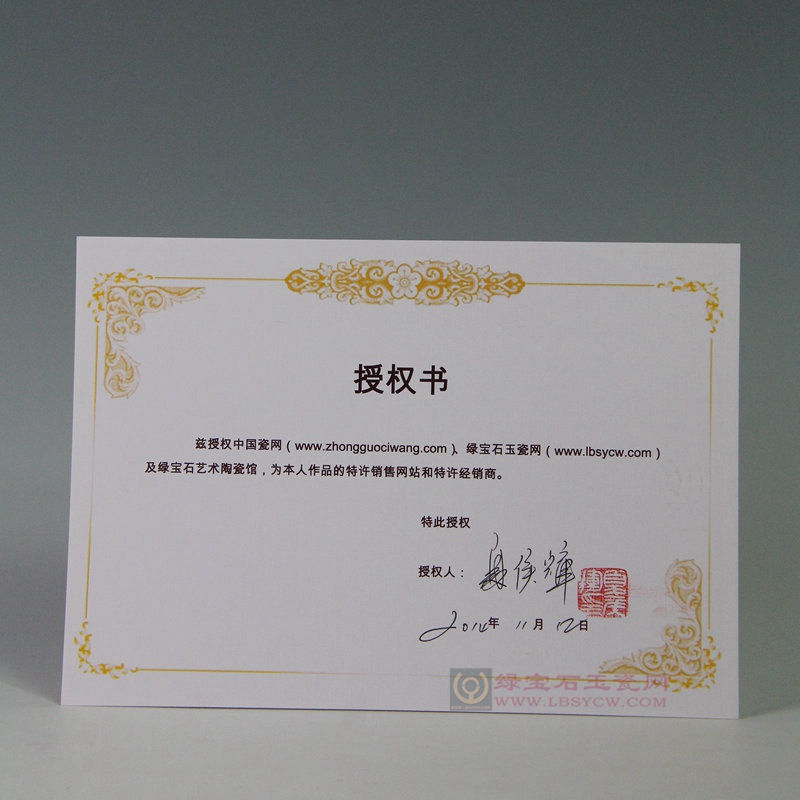 授权书
兹授权中国瓷网（www.zhongguociwang.com）、绿宝石玉瓷网（www.lbsycw.com）
及绿宝石艺术陶瓷馆，为本人作品的特许销售网站和特许经销商。
特此授权
授权人：夏侯辉
年 11月12日
绿宝石玉瓷网
WWW.LBSYCW.COM